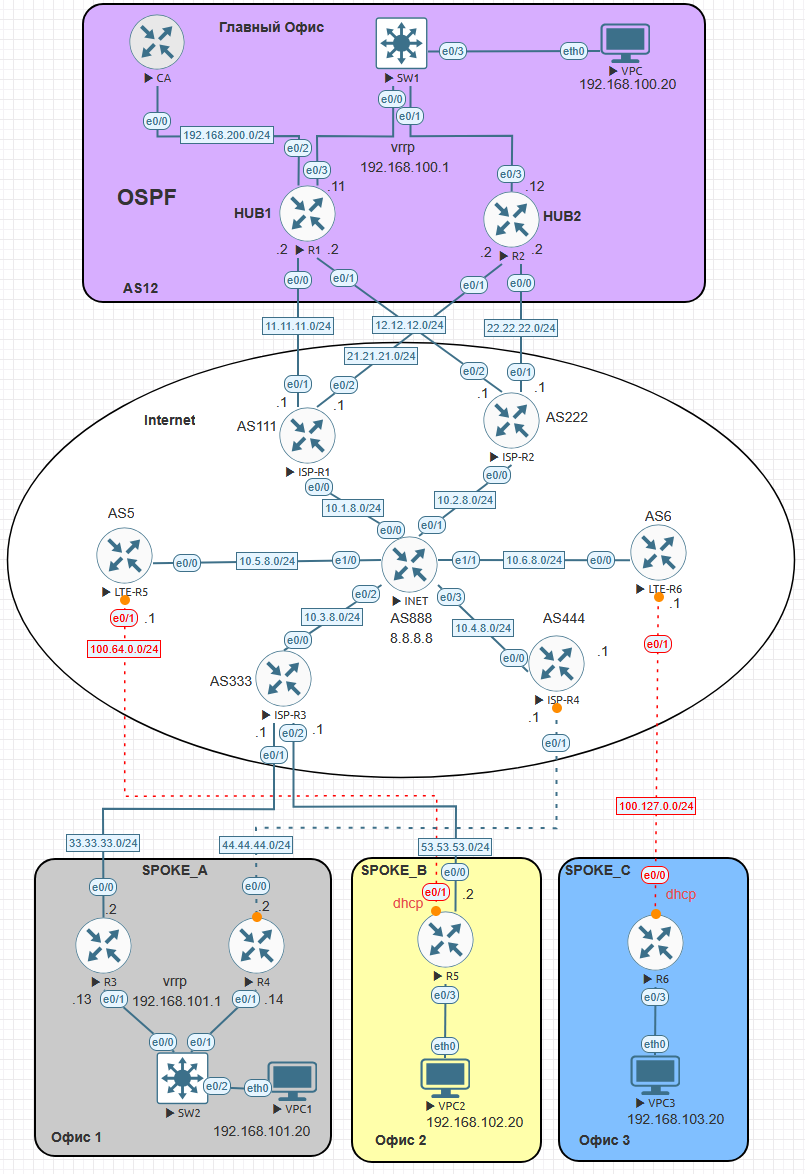 Главный Офис
CA
SW1
e0/3
eth0
VPC
192.168.100.20
e0/0
e0/0
e0/1
192.168.200.0/24
e0/2
vrrp
192.168.100.1
e0/3
e0/3
.11
.12
OSPF
HUB1
HUB2
.2
R1
.2
.2
R2
.2
e0/0
e0/1
e0/1
e0/0
AS12
11.11.11.0/24
12.12.12.0/24
22.22.22.0/24
21.21.21.0/24
e0/1
e0/2
e0/2
e0/1
.1
.1
.1
.1
Internet
AS111
AS222
ISP-R1
ISP-R2
e0/0
e0/0
10.1.8.0/24
10.2.8.0/24
AS5
AS6
e0/0
e0/1
e0/0
10.5.8.0/24
e1/0
e1/1
10.6.8.0/24
e0/0
LTE-R5
INET
LTE-R6
e0/2
e0/3
e0/1
.1
.1
AS888
8.8.8.8
10.3.8.0/24
10.4.8.0/24
AS444
e0/0
e0/0
e0/1
100.64.0.0/24
.1
AS333
ISP-R3
ISP-R4
.1
e0/2
.1
.1
e0/1
e0/1
100.127.0.0/24
33.33.33.0/24
44.44.44.0/24
53.53.53.0/24
SPOKE_A
SPOKE_B
SPOKE_C
e0/0
e0/0
e0/0
e0/0
e0/1
.2
.2
dhcp
.2
dhcp
R3
R4
R5
R6
vrrp
192.168.101.1
.13
e0/1
e0/1
.14
e0/3
e0/3
e0/0
e0/1
eth0
eth0
e0/2
eth0
SW2
VPC1
VPC2
VPC3
192.168.101.20
192.168.102.20
192.168.103.20
Офис 1
Офис 2
Офис 3